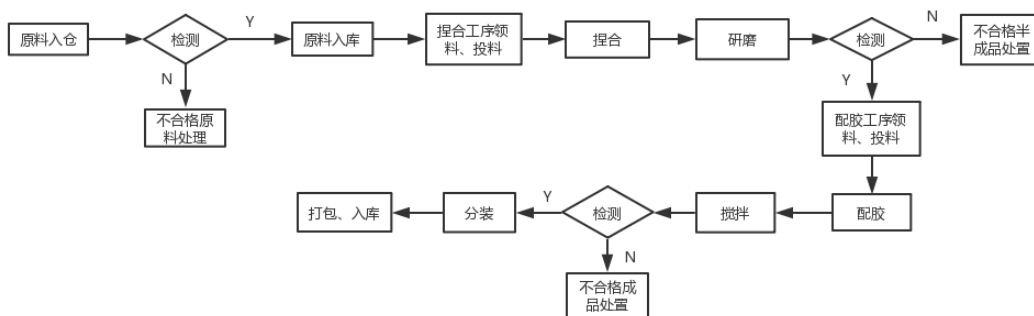 原料入仓
检测
Y
原料入库
捏合工序领
料、投料
捏合
研磨
检测
N
不合格半
成品处置
N
不合格原
料处理
Y
配胶工序领
料、投料
配胶
搅拌
检测
Y
分装
打包、入库
N
不合格成
品处置